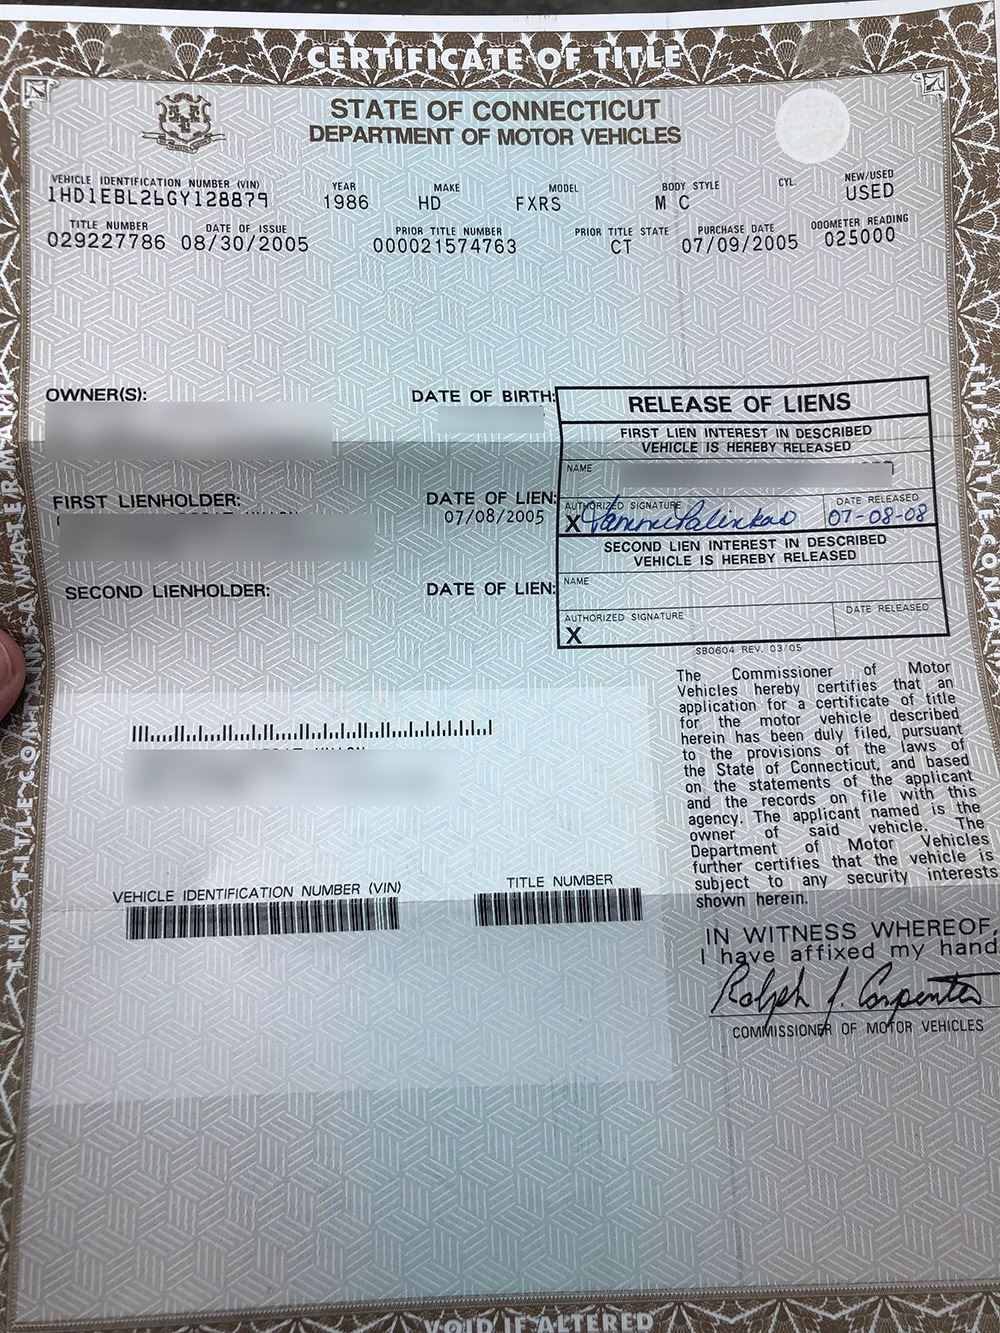 CERTIFICATE OF TITLE
STATE OF CONNECTICUT
DEPARTMENT OF MOTOR VEHICLES
VEHICLE IDENTIFICATION NUMBER (VIN) YEAR MAKE MODEL BODY STYLE CYL. NEW/USED
1HD1EBL26GY128879 1986 HD FXRS M C USED
TITLE NUMBER DATE OF ISSUE PRIOR TITLE NUMBER PRIOR TITLE STATE PURCHASE DATE ODOMETER READING
029227786 08/30/2005 000021574763 CT 07/09/2005 025000
OWNER(S): DATE OF BIRTH:
RELEASE OF LIENS
FIRST LIEN INTEREST IN DESCRIBED
VEHICLE IS HEREBY RELEASED
NAME
FIRST LIENHOLDER: DATE OF LIEN:
07/08/2005
AUTHORIZED SIGNATURE DATE RELEASED
X 07-08-08
SECOND LIEN INTEREST IN DESCRIBED
VEHICLE IS HEREBY RELEASED
SECOND LIENHOLDER: DATE OF LIEN:
NAME
AUTHORIZED SIGNATURE DATE RELEASED
X
SB0604 REV. 03/05
The Commissioner of Motor
Vehicles hereby certifies that an
application for a certificate of title
for the motor vehicle described
herein has been duly filed, pursuant
to the provisions of the laws of
the State of Connecticut, and based
on the statements of the applicant
and the records on file with this
agency. The applicant named is the
owner of said vehicle. The
Department of Motor Vehicles
further certifies that the vehicle is
subject to any security interests
shown herein.
VEHICLE IDENTIFICATION NUMBER (VIN) TITLE NUMBER
IN WITNESS WHEREOF,
I have affixed my hand
Ralph J. Carpenter
COMMISSIONER OF MOTOR VEHICLES
THIS TITLE CONTAINS A WATERMARK
THIS TITLE CONTAIN
VOID IF ALTERED